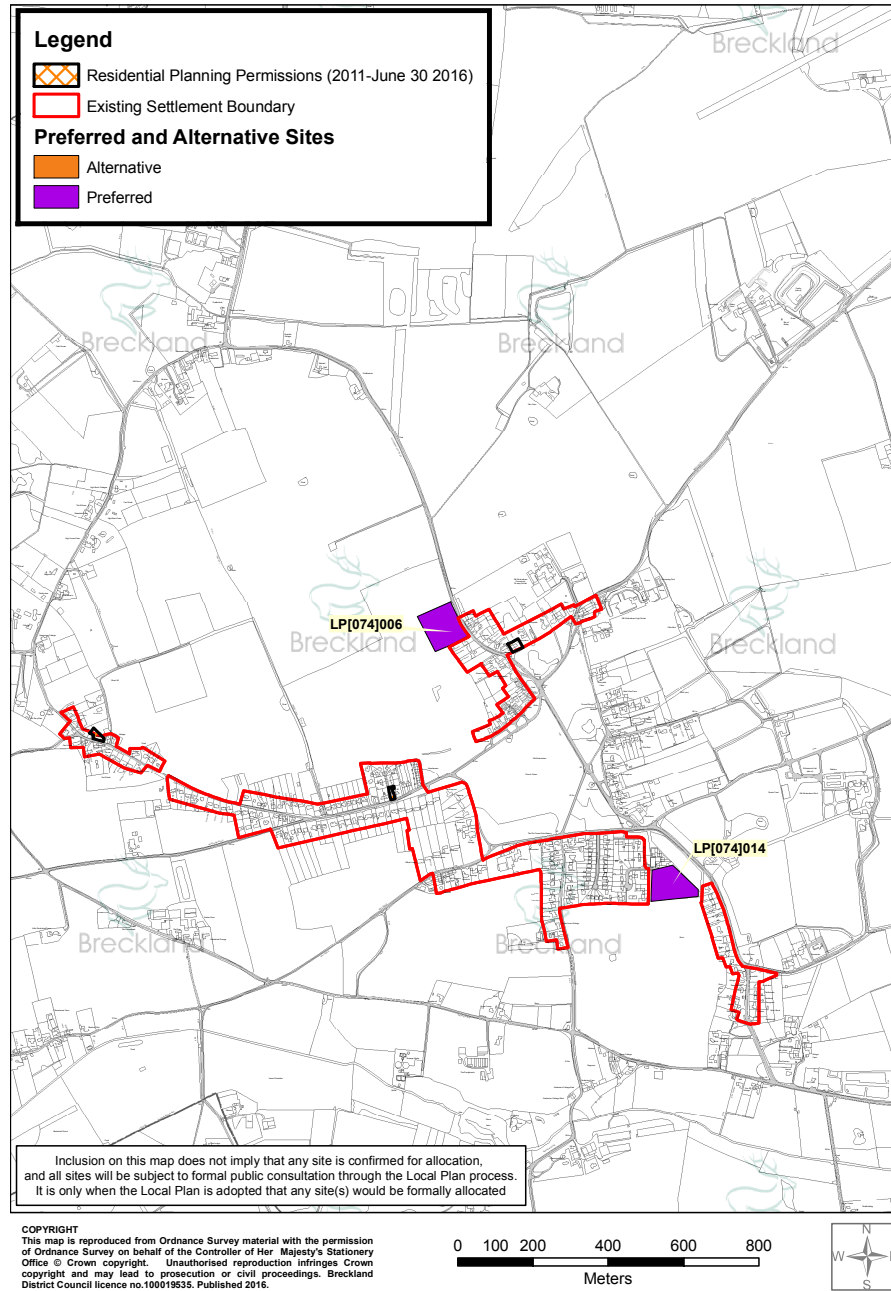 Legend
Residential Planning Permissions (2011-June 30 2016)
Existing Settlement Boundary
Preferred and Alternative Sites
Alternative
Preferred
Breckland
Breckland
Breckland
LP[074]006
Breckland
Breckland
LP[074]014
Breckland
Breckland
Inclusion on this map does not imply that any site is confirmed for allocation,
and all sites will be subject to formal public consultation through the Local Plan process.
It is only when the Local Plan is adopted that any site(s) would be formally allocated
COPYRIGHT
This map is reproduced from Ordnance Survey material with the permission
of Ordnance Survey on behalf of the Controller of Her Majesty's Stationery
Office © Crown copyright. Unauthorised reproduction infringes Crown
copyright and may lead to prosecution or civil proceedings. Breckland
District Council licence no.100019535. Published 2016.
0 100 200 400 600 800
Meters
N
W
S